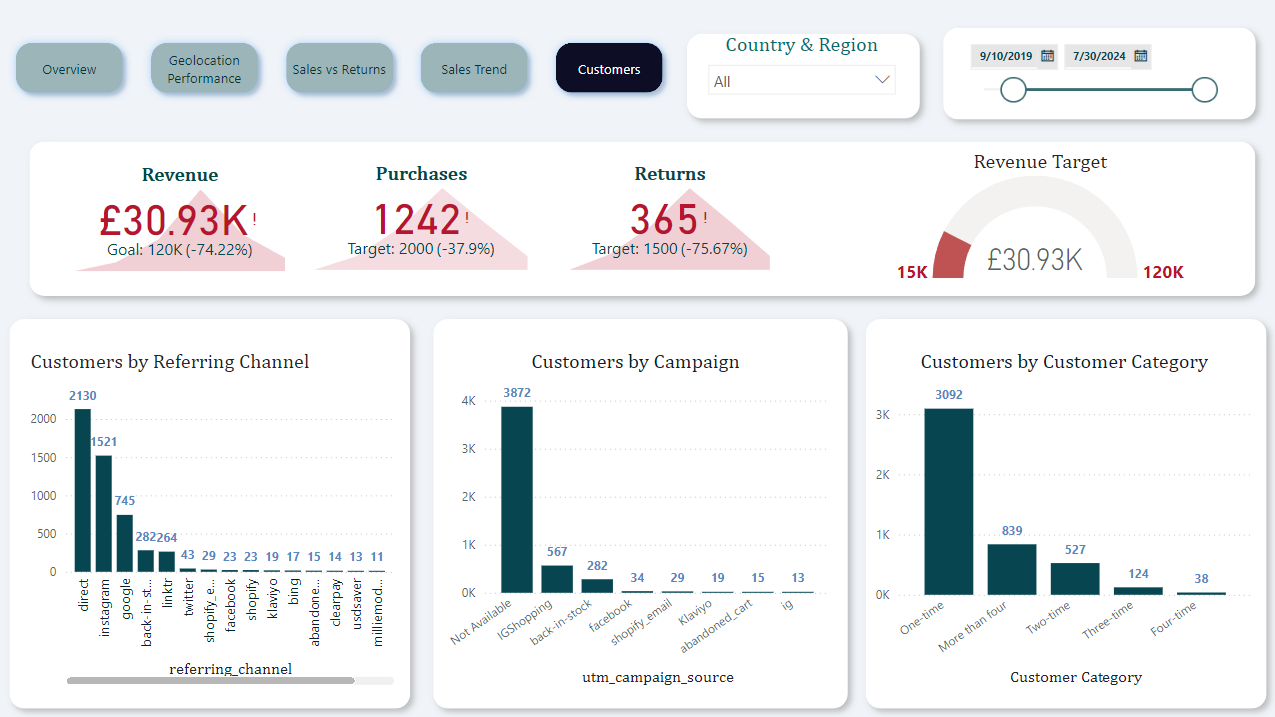 Overview
Geolocation
Performance
Sales vs Returns
Sales Trend
Customers
Country & Region
All
9/10/2019
7/30/2024
Revenue
£30.93K!
Goal: 120K (-74.22%)
Purchases
1242!
Target: 2000 (-37.9%)
Returns
365!
Target: 1500 (-75.67%)
Revenue Target
£30.93K
15K
120K
Customers by Referring Channel
2130
1521
745
282
264
43
29
23
23
19
17
15
14
13
11
2000
1500
1000
500
0
direct
instagram
google
back-in-st...
linktr
twitter
shopify_e...
facebook
shopify
klaviyo
bing
abandone...
clearpay
usdsaver
milliemod...
referring_channel
Customers by Campaign
3872
567
282
34
29
19
15
13
4K
3K
2K
1K
0K
Not Available
IGShopping
back-in-stock
facebook
shopify_email
Klaviyo
abandoned_cart
ig
utm_campaign_source
Customers by Customer Category
3092
839
527
124
38
3K
2K
1K
0K
One-time
More than four
Two-time
Three-time
Four-time
Customer Category